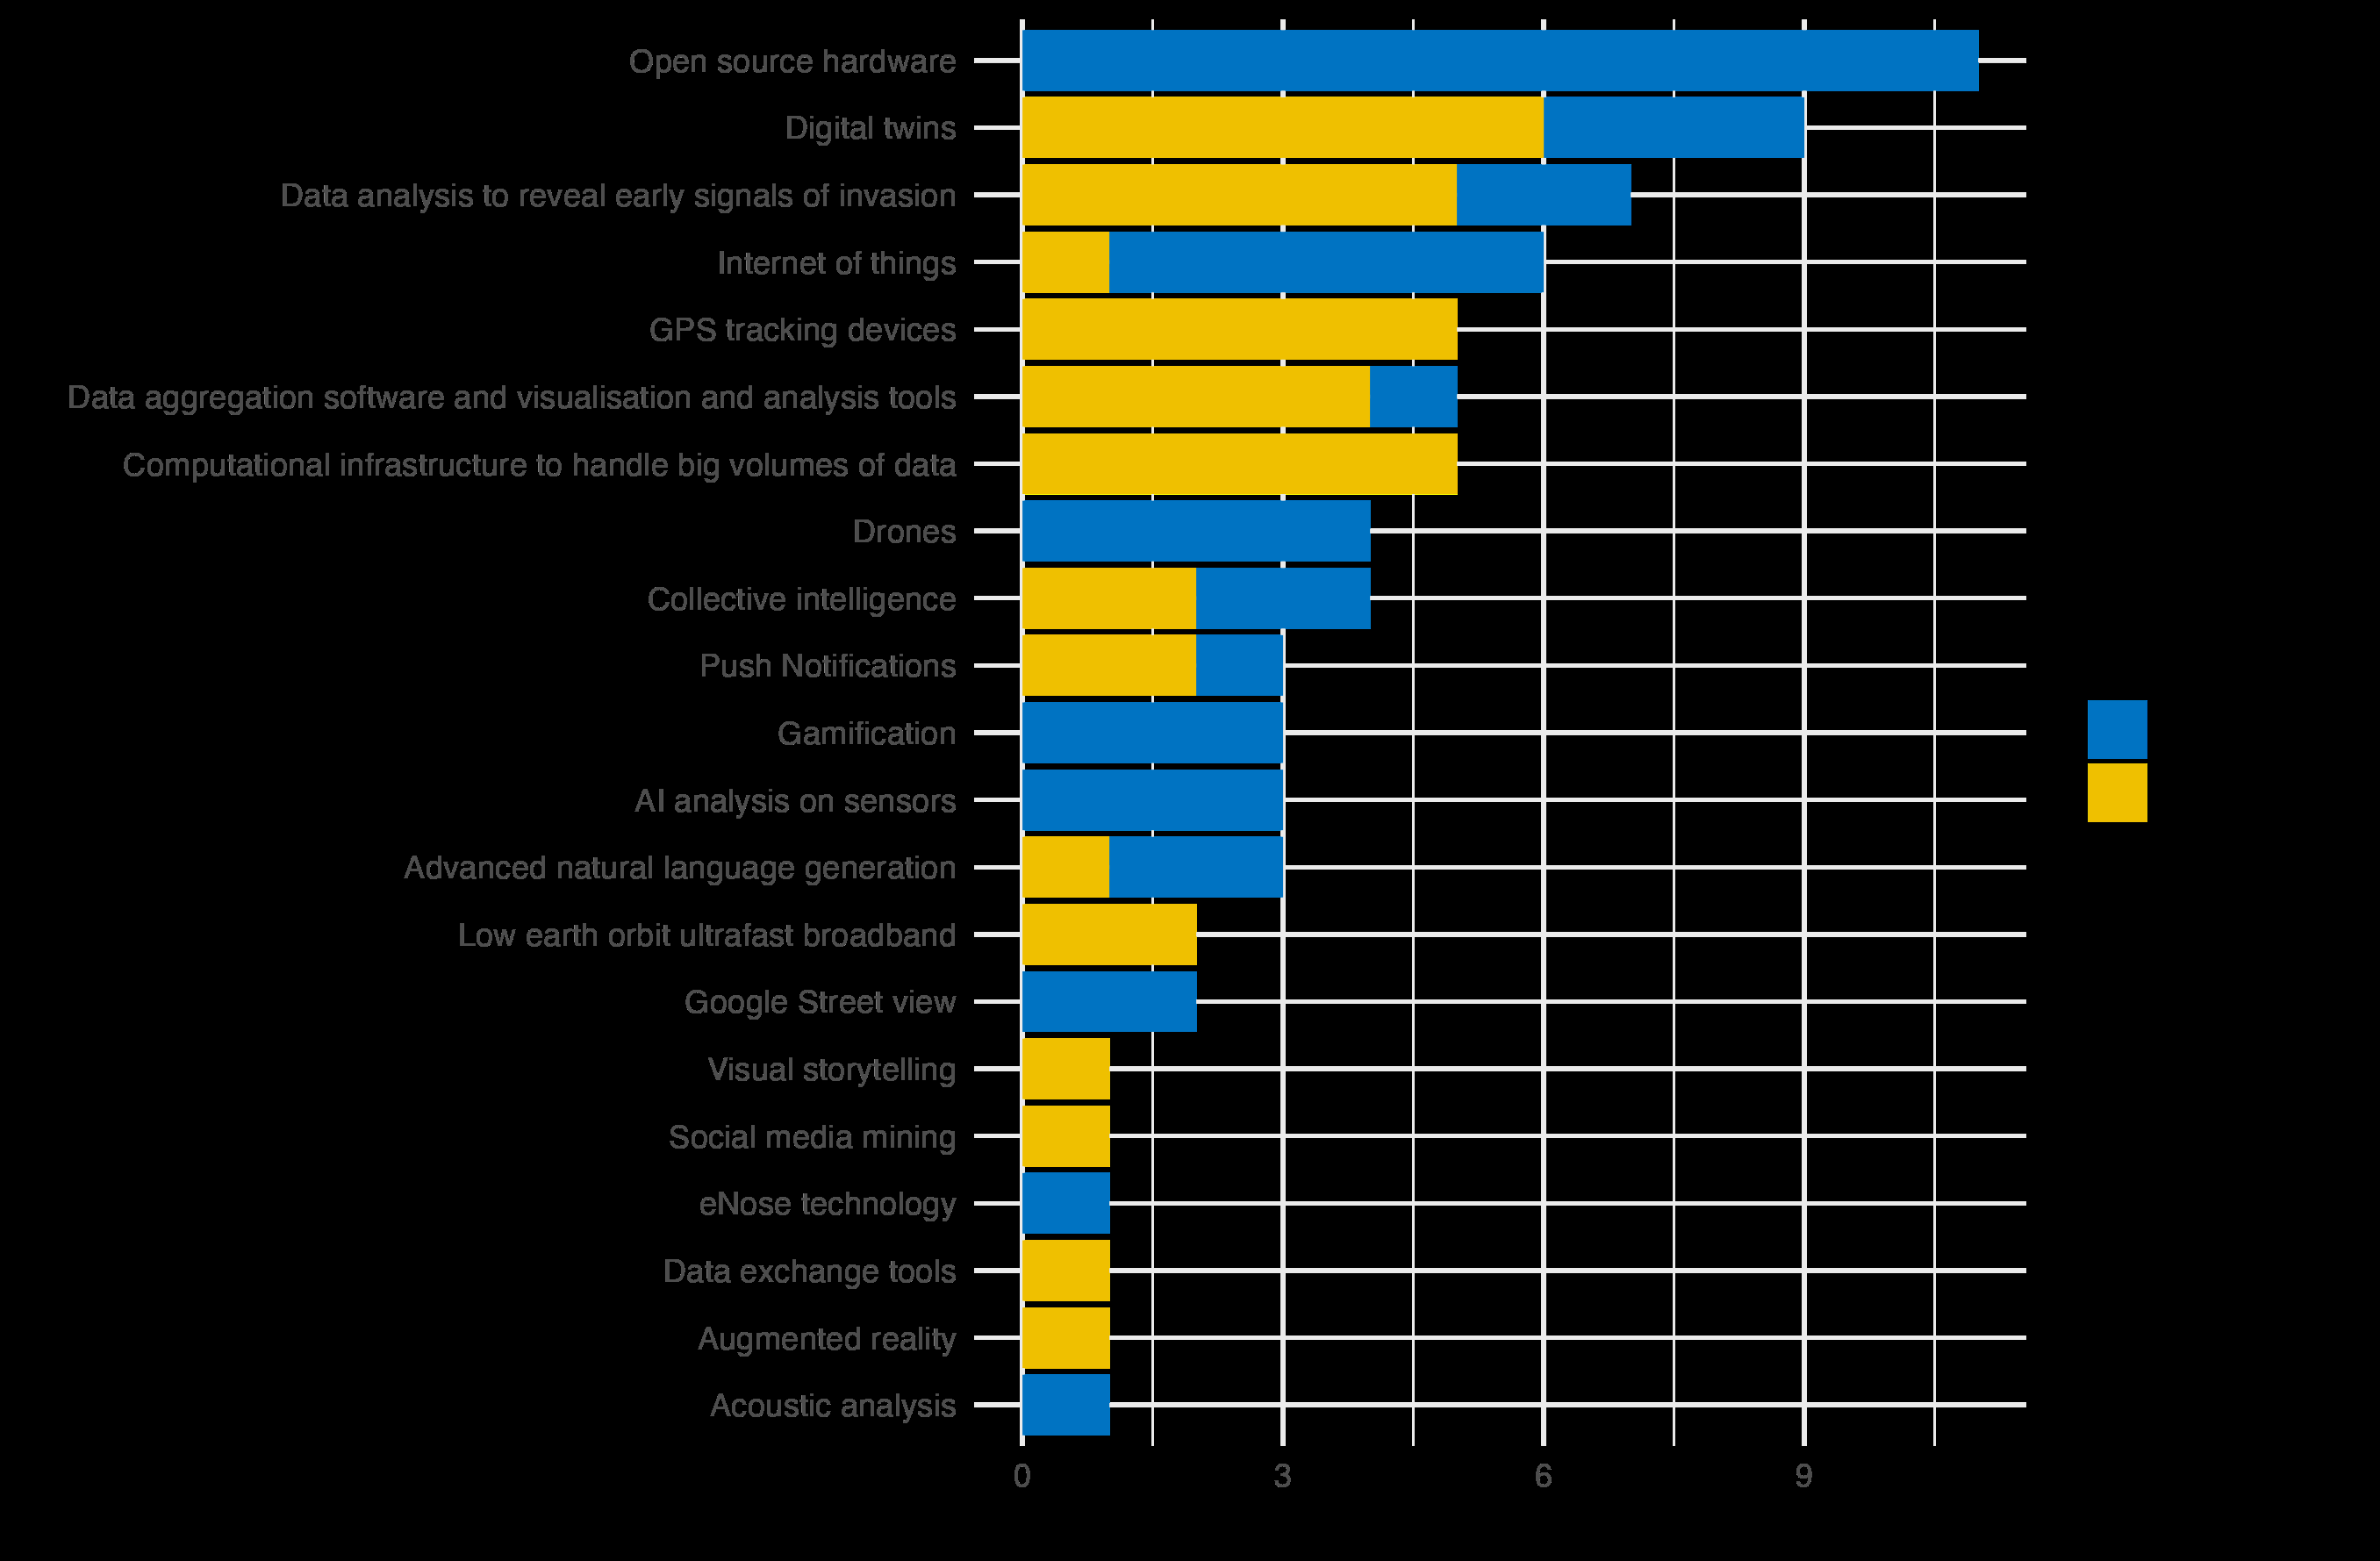 Open source hardware
Digital twins
Data analysis to reveal early signals of invasion
Internet of things
GPS tracking devices
Data aggregation software and visualisation and analysis tools
Computational infrastructure to handle big volumes of data
Drones
Collective intelligence
Push Notifications
Gamification
AI analysis on sensors
Advanced natural language generation
Low earth orbit ultrafast broadband
Google Street view
Visual storytelling
Social media mining
eNose technology
Data exchange tools
Augmented reality
Acoustic analysis
0 3 6 9